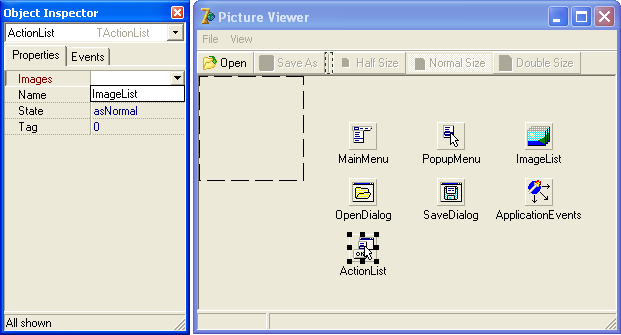 Object Inspector
ActionList TActionList
Properties Events
Images
ImageList
Name
State asNormal
Tag 0
All shown
Picture Viewer
File View
Open Save As Half Size Normal Size Double Size
MainMenu PopupMenu ImageList
OpenDialog SaveDialog ApplicationEvents
ActionList